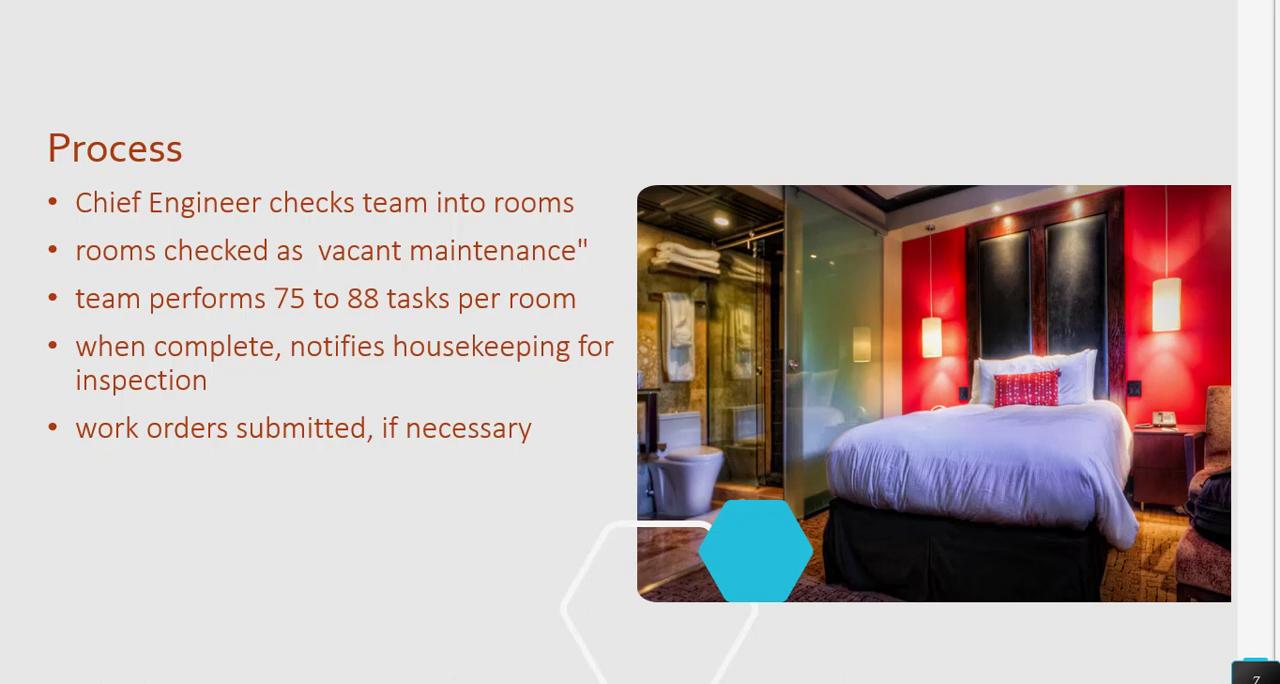 Process
• Chief Engineer checks team into rooms
• rooms checked as  vacant maintenance"
• team performs 75 to 88 tasks per room
• when complete, notifies housekeeping for
inspection
• work orders submitted, if necessary
7